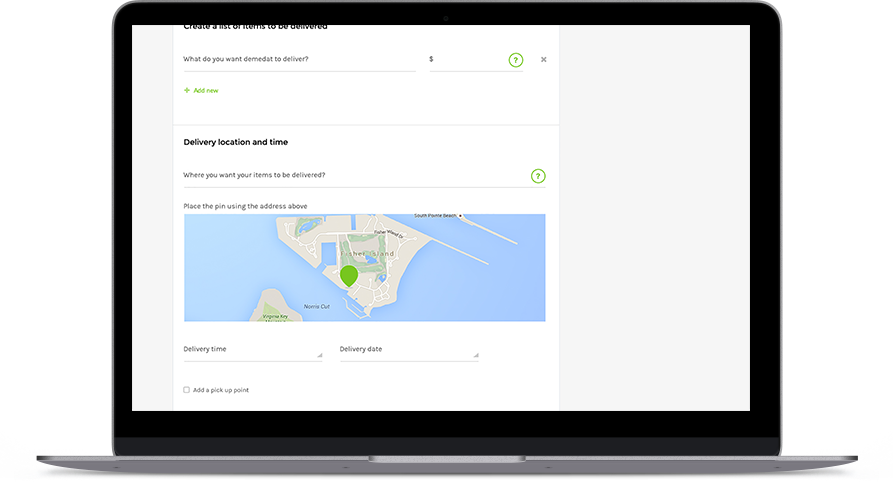 Create a list of items to be delivered
What do you want demedat to deliver?
$
?
×
+ Add new
Delivery location and time
Where you want your items to be delivered?
?
Place the pin using the address above
South Pointe Beach
Fisher Island Dr
Fisher Island
Norris Cut
Virginia Key
Delivery time
Delivery date
Add a pick up point